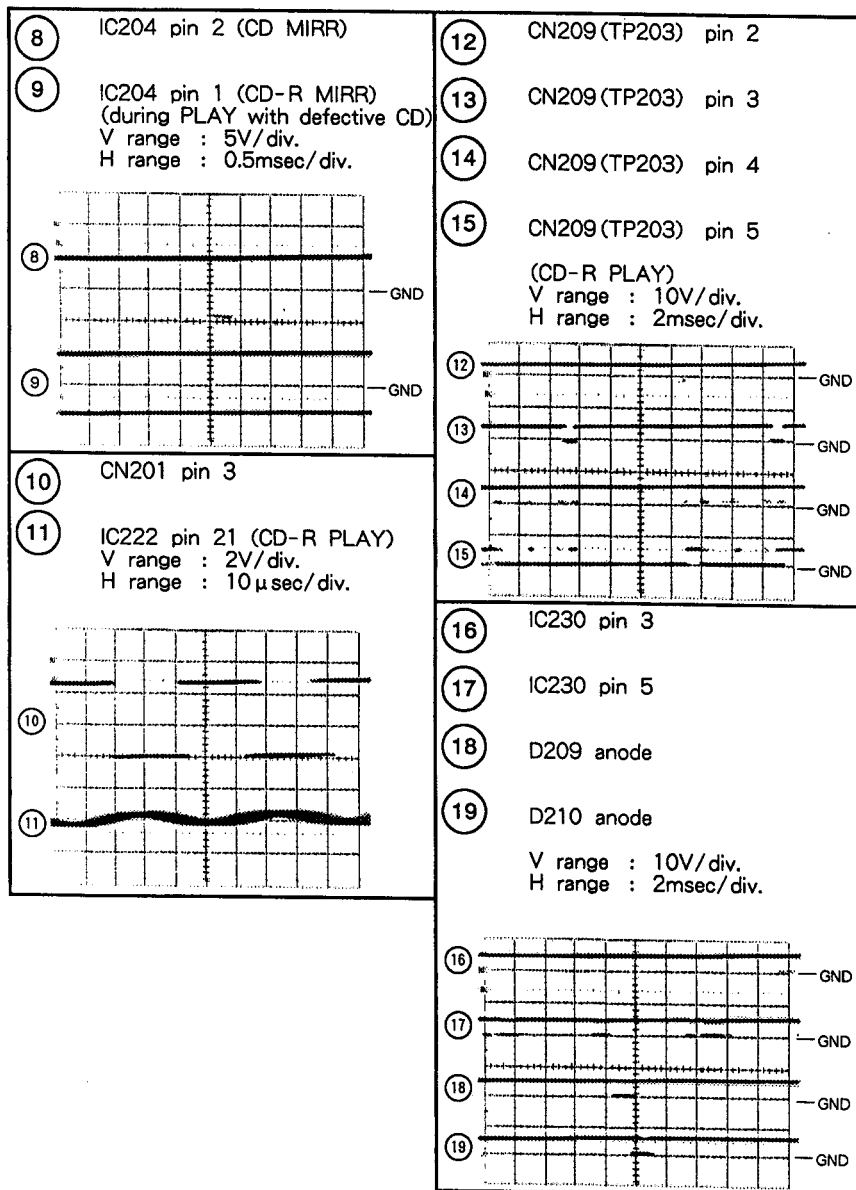 8 IC204 pin 2 (CD MIRR)
9 IC204 pin 1 (CD-R MIRR)
(during PLAY with defective CD)
V range : 5V/div.
H range : 0.5msec/div.
8
GND
9
GND
10 CN201 pin 3
11 IC222 pin 21 (CD-R PLAY)
V range : 2V/div.
H range : 10μsec/div.
10
11
12 CN209(TP203) pin 2
13 CN209(TP203) pin 3
14 CN209(TP203) pin 4
15 CN209(TP203) pin 5
(CD-R PLAY)
V range : 10V/div.
H range : 2msec/div.
12
GND
13
GND
14
GND
15
GND
16 IC230 pin 3
17 IC230 pin 5
18 D209 anode
19 D210 anode
V range : 10V/div.
H range : 2msec/div.
16
GND
17
GND
18
GND
19
GND